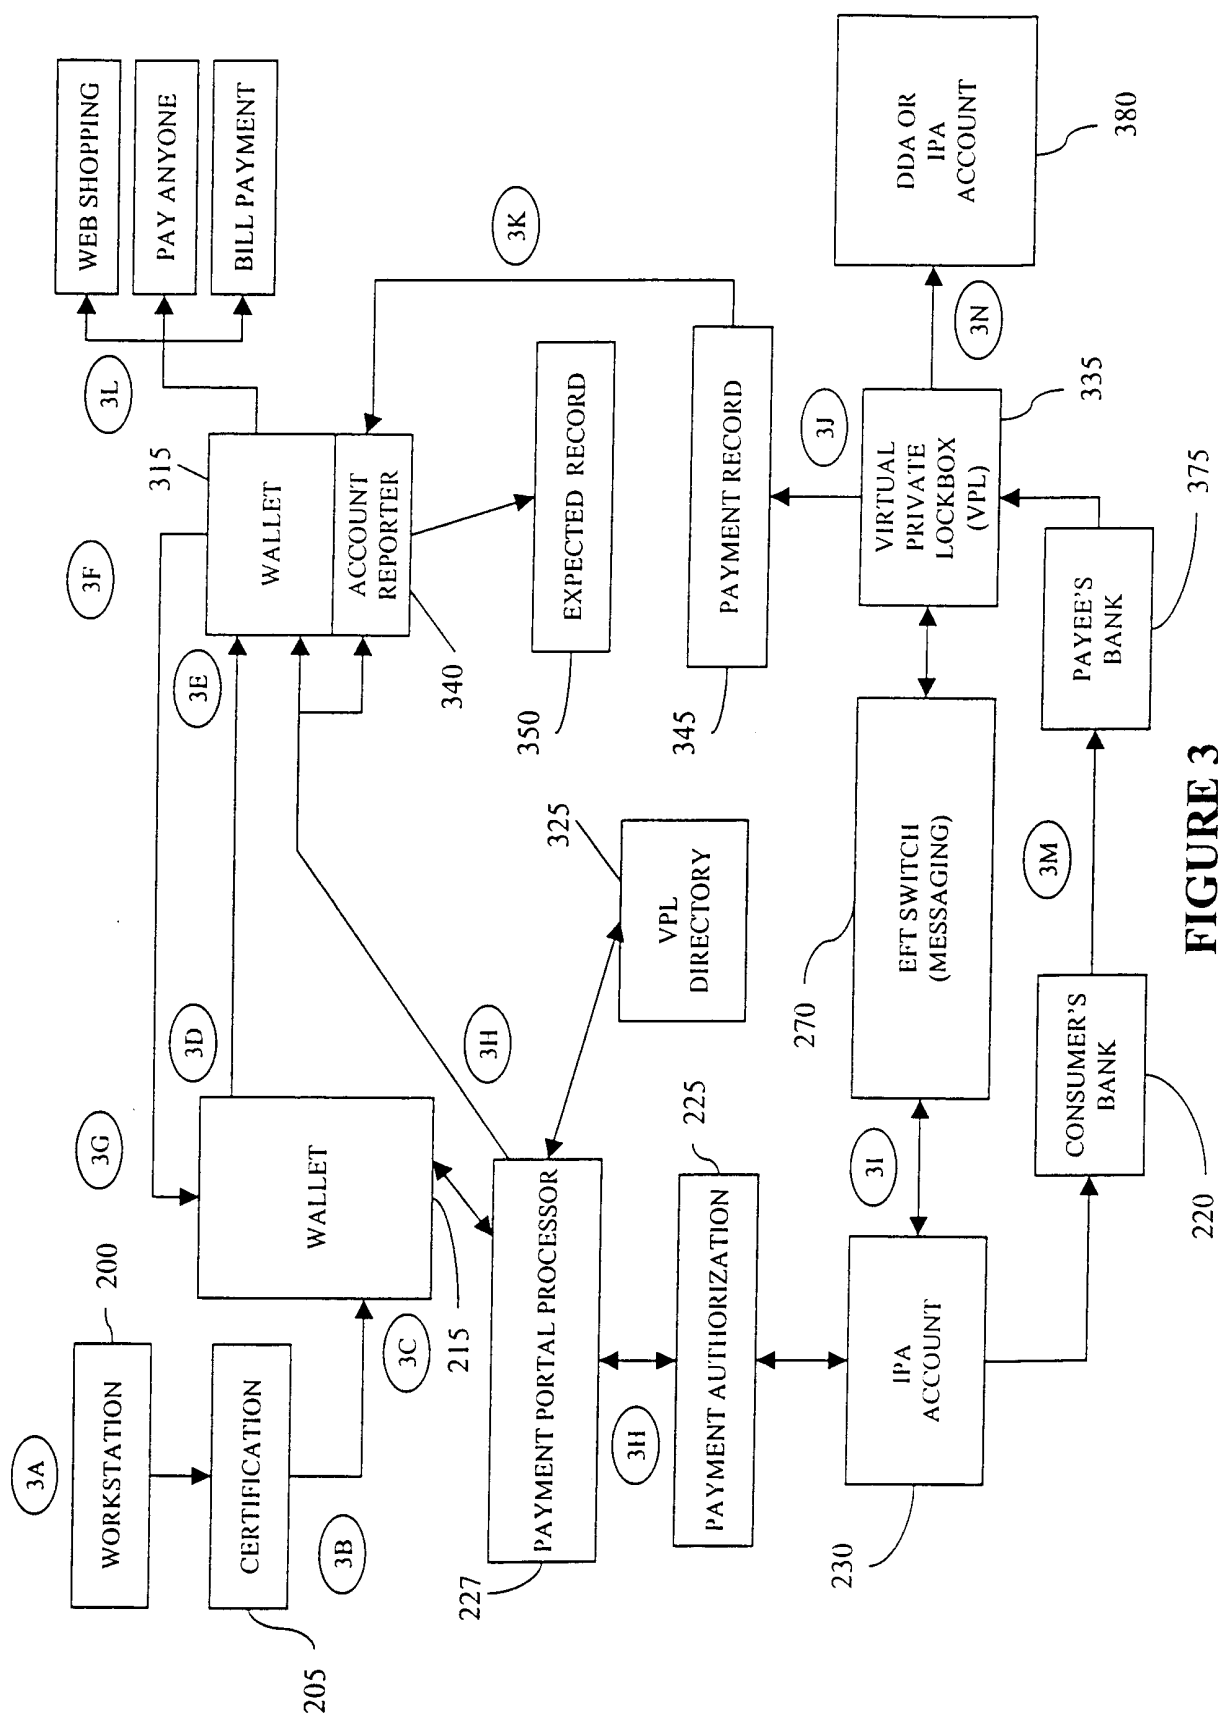 3A
WORKSTATION
200
CERTIFICATION
205
3B
3C
WALLET
215
3G
3D
3F
3E
WALLET
315
ACCOUNT
REPORTER
340
3L
WEB SHOPPING
PAY ANYONE
BILL PAYMENT
3K
EXPECTED RECORD
350
PAYMENT RECORD
345
3H
VPL
DIRECTORY
325
PAYMENT PORTAL PROCESSOR
227
3H
PAYMENT AUTHORIZATION
225
IPA
ACCOUNT
230
3I
EFT SWITCH
(MESSAGING)
270
3J
VIRTUAL
PRIVATE
LOCKBOX
(VPL)
335
3N
DDA OR
IPA
ACCOUNT
380
CONSUMER'S
BANK
220
3M
PAYEE'S
BANK
375
FIGURE 3